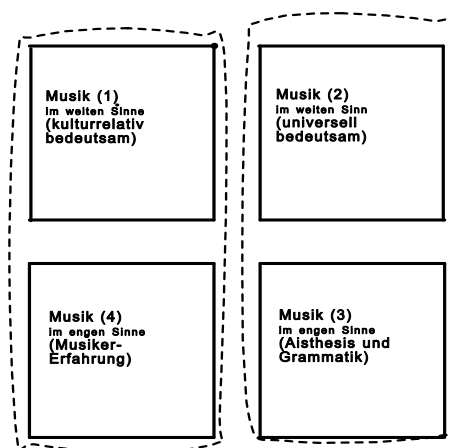 Musik (1)
im weiten Sinne
(kulturrelativ
bedeutsam)
Musik (2)
im weiten Sinn
(universell
bedeutsam)
Musik (4)
im engen Sinne
(Musiker-
Erfahrung)
Musik (3)
im engen Sinne
(Aisthesis und
Grammatik)